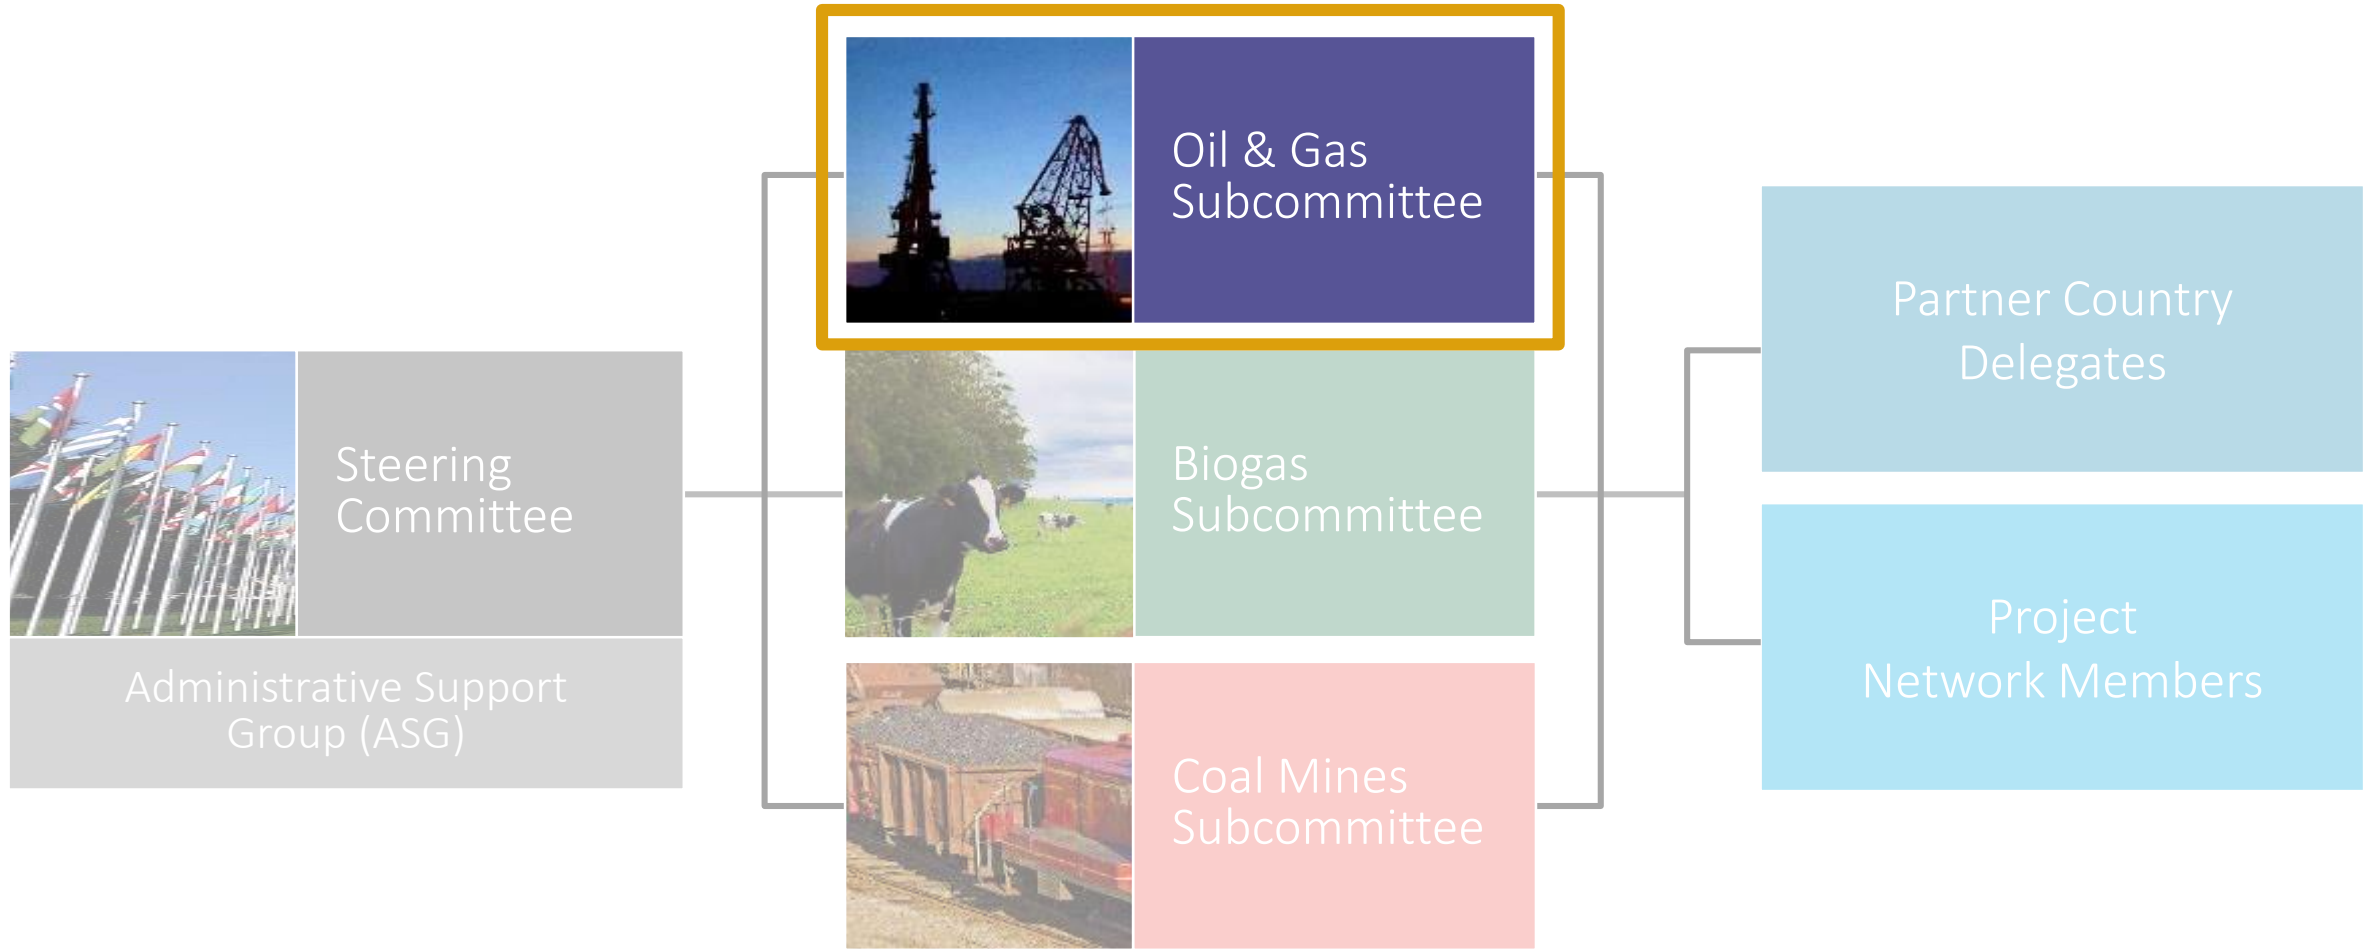 Steering
Committee
Administrative Support
Group (ASG)
Oil & Gas
Subcommittee
Biogas
Subcommittee
Coal Mines
Subcommittee
Partner Country
Delegates
Project
Network Members